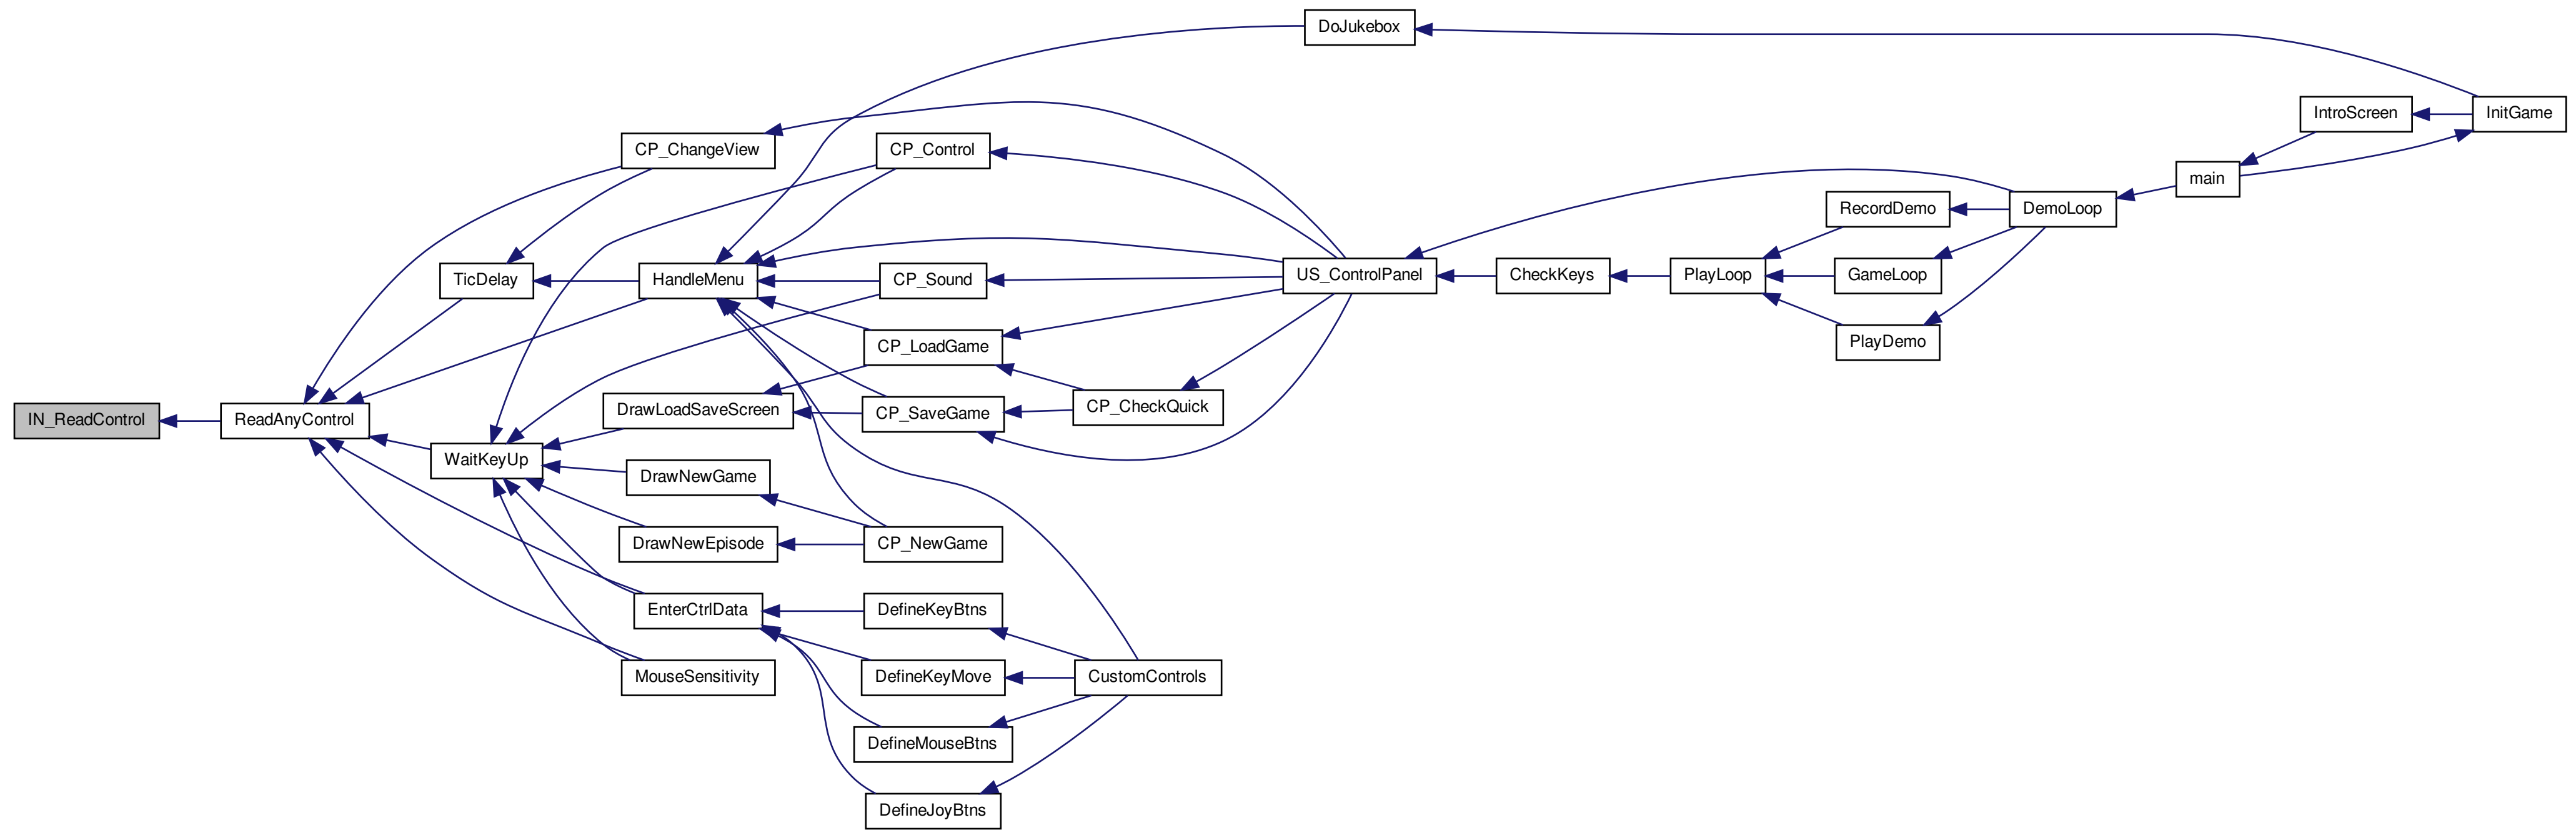 DoJukebox
IntroScreen
InitGame
CP_ChangeView
CP_Control
main
RecordDemo
DemoLoop
TicDelay
HandleMenu
CP_Sound
US_ControlPanel
CheckKeys
PlayLoop
GameLoop
CP_LoadGame
PlayDemo
IN_ReadControl
ReadAnyControl
DrawLoadSaveScreen
CP_SaveGame
CP_CheckQuick
WaitKeyUp
DrawNewGame
DrawNewEpisode
CP_NewGame
EnterCtrlData
DefineKeyBtns
MouseSensitivity
DefineKeyMove
CustomControls
DefineMouseBtns
DefineJoyBtns